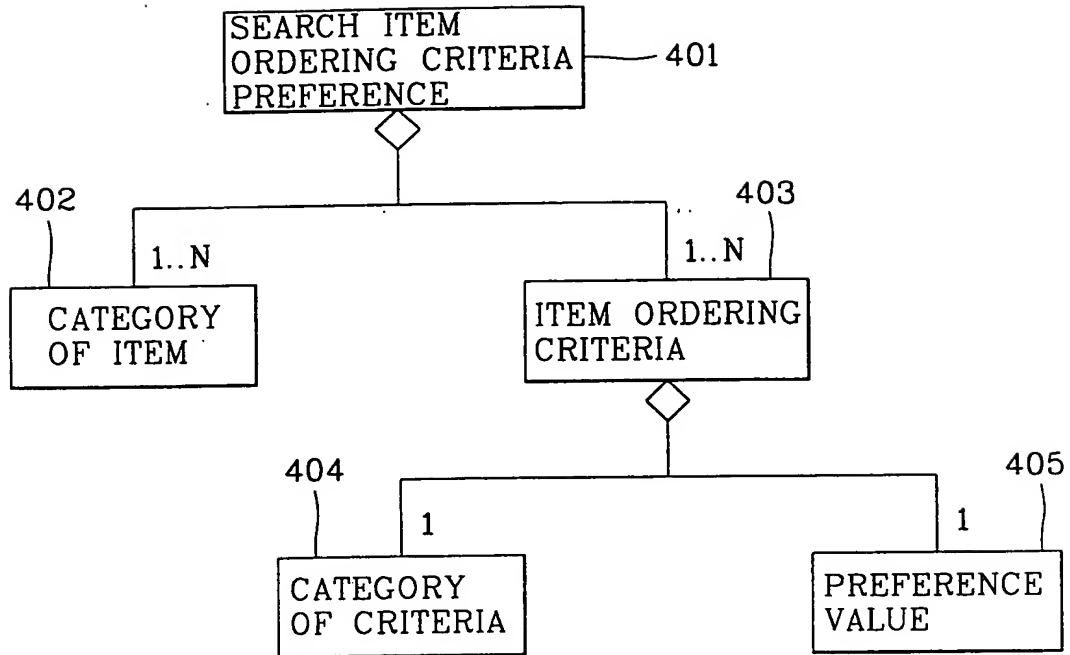 SEARCH ITEM
ORDERING CRITERIA
PREFERENCE
401
402
403
1..N
1..N
CATEGORY
OF ITEM
ITEM ORDERING
CRITERIA
404
405
1
1
CATEGORY
OF CRITERIA
PREFERENCE
VALUE